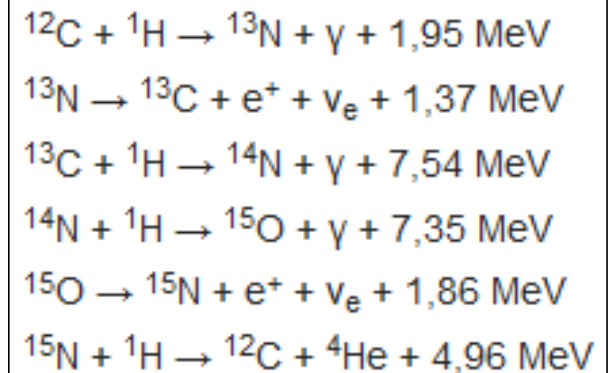 ¹²C + ¹H → ¹³N + γ + 1,95 MeV
¹³N → ¹³C + e⁺ + νₑ + 1,37 MeV
¹³C + ¹H → ¹⁴N + γ + 7,54 MeV
¹⁴N + ¹H → ¹⁵O + γ + 7,35 MeV
¹⁵O → ¹⁵N + e⁺ + νₑ + 1,86 MeV
¹⁵N + ¹H → ¹²C + ⁴He + 4,96 MeV